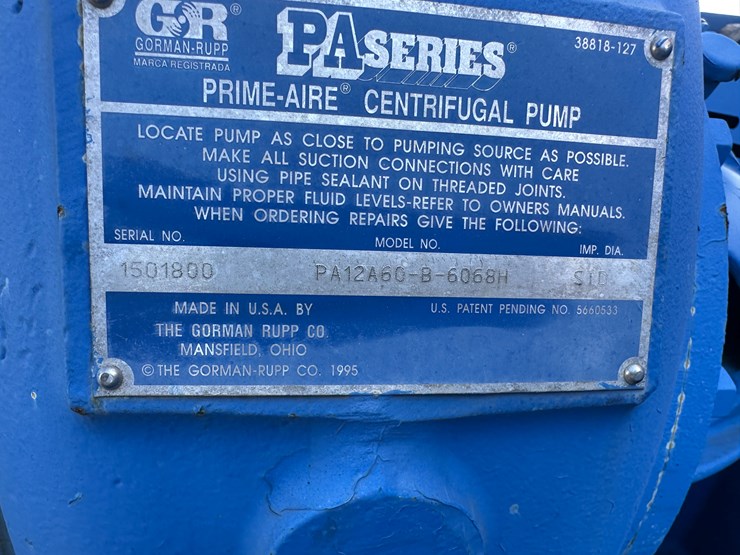 GR®
GORMAN-RUPP
MARCA REGISTRADA
PA SERIES®
38818-127
PRIME-AIRE® CENTRIFUGAL PUMP
LOCATE PUMP AS CLOSE TO PUMPING SOURCE AS POSSIBLE.
MAKE ALL SUCTION CONNECTIONS WITH CARE
USING PIPE SEALANT ON THREADED JOINTS.
MAINTAIN PROPER FLUID LEVELS-REFER TO OWNERS MANUALS.
WHEN ORDERING REPAIRS GIVE THE FOLLOWING:
SERIAL NO. MODEL NO. IMP. DIA.
1501800 PA12A60-B-6068H STD
MADE IN U.S.A. BY U.S. PATENT PENDING NO. 5660533
THE GORMAN RUPP CO.
MANSFIELD, OHIO
© THE GORMAN-RUPP CO. 1995